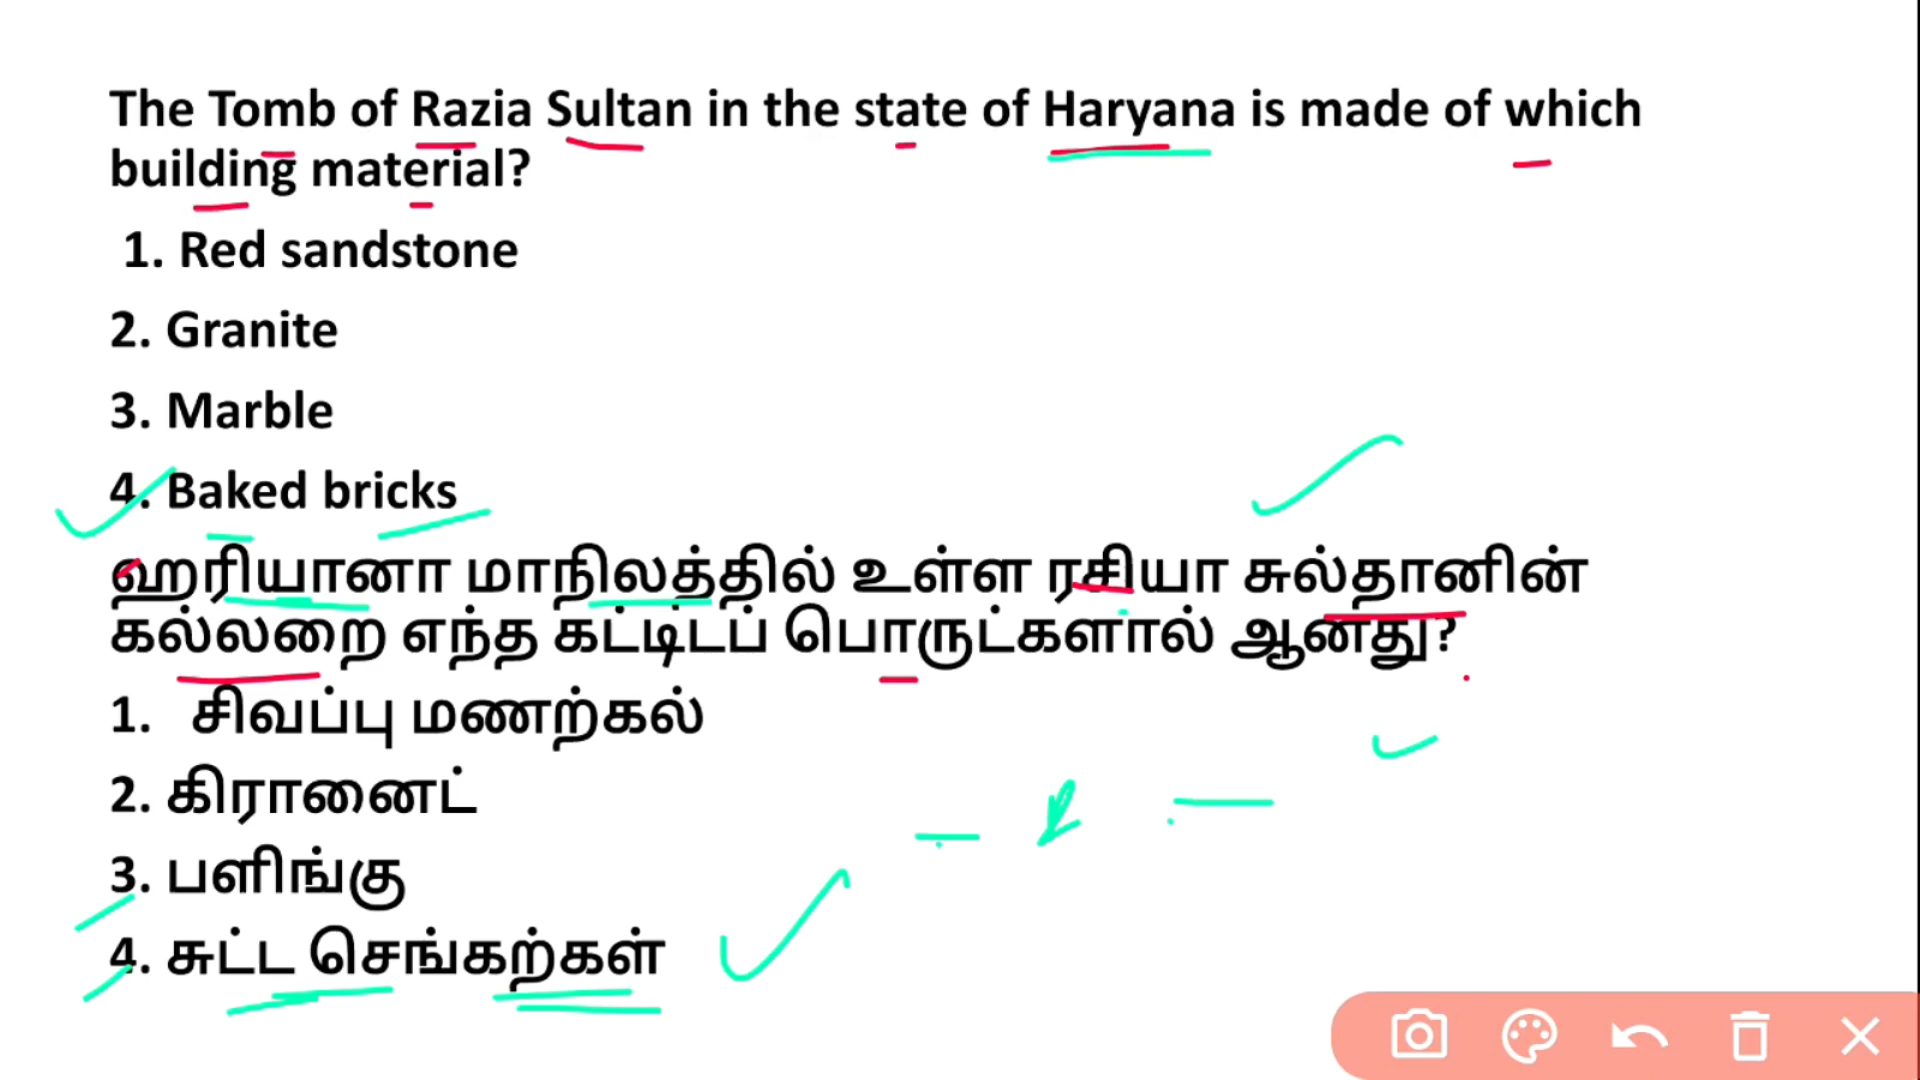 The Tomb of Razia Sultan in the state of Haryana is made of which
building material?
1. Red sandstone
2. Granite
3. Marble
4. Baked bricks
ஹரியானா மாநிலத்தில் உள்ள ரசியா சுல்தானின்
கல்லறை எந்த கட்டிடப் பொருட்களால் ஆனது?
1. சிவப்பு மணற்கல்
2. கிரானைட்
3. பளிங்கு
4. சுட்ட செங்கற்கள்